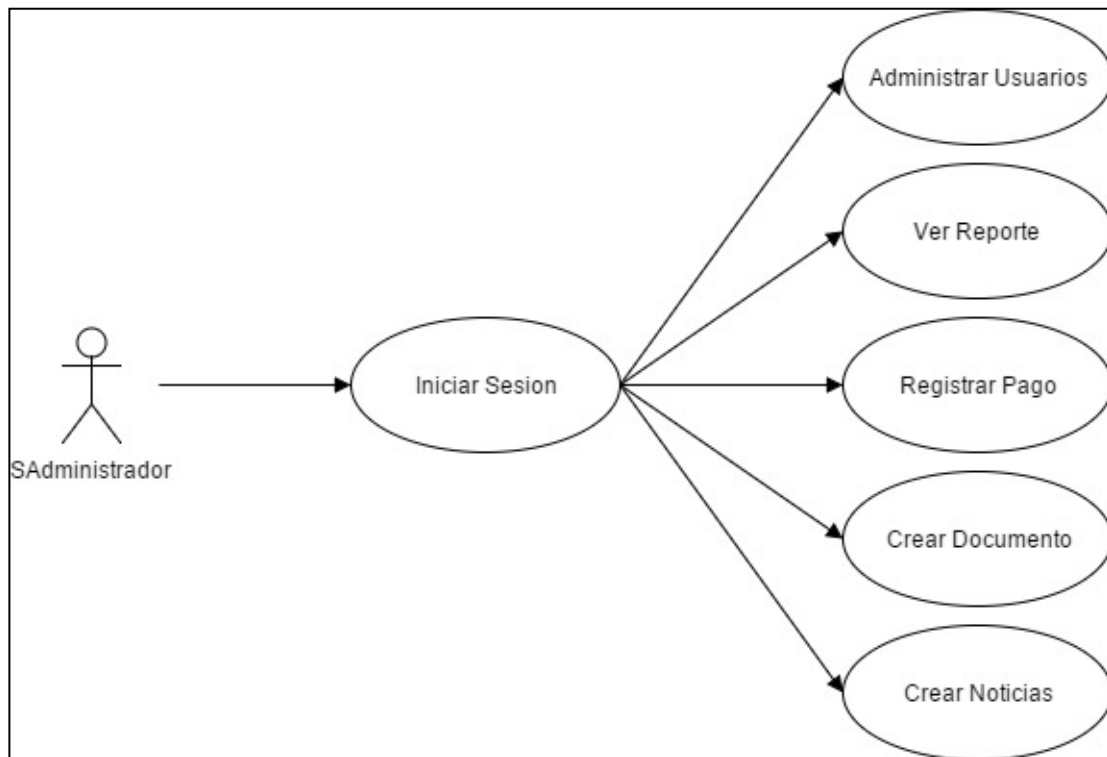 Administrar Usuarios
Ver Reporte
Iniciar Sesion
Registrar Pago
SAdministrador
Crear Documento
Crear Noticias